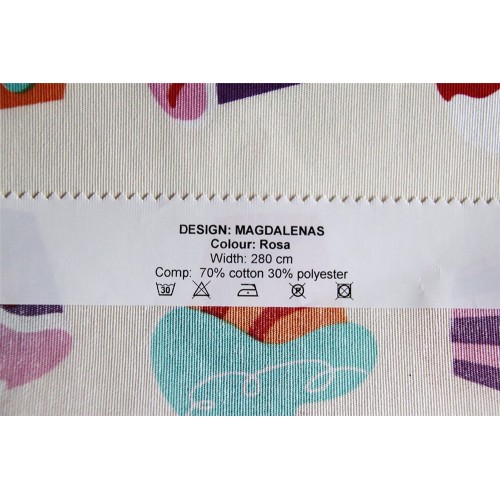 DESIGN: MAGDALENAS
Colour: Rosa
Width: 280 cm
Comp: 70% cotton 30% polyester
30